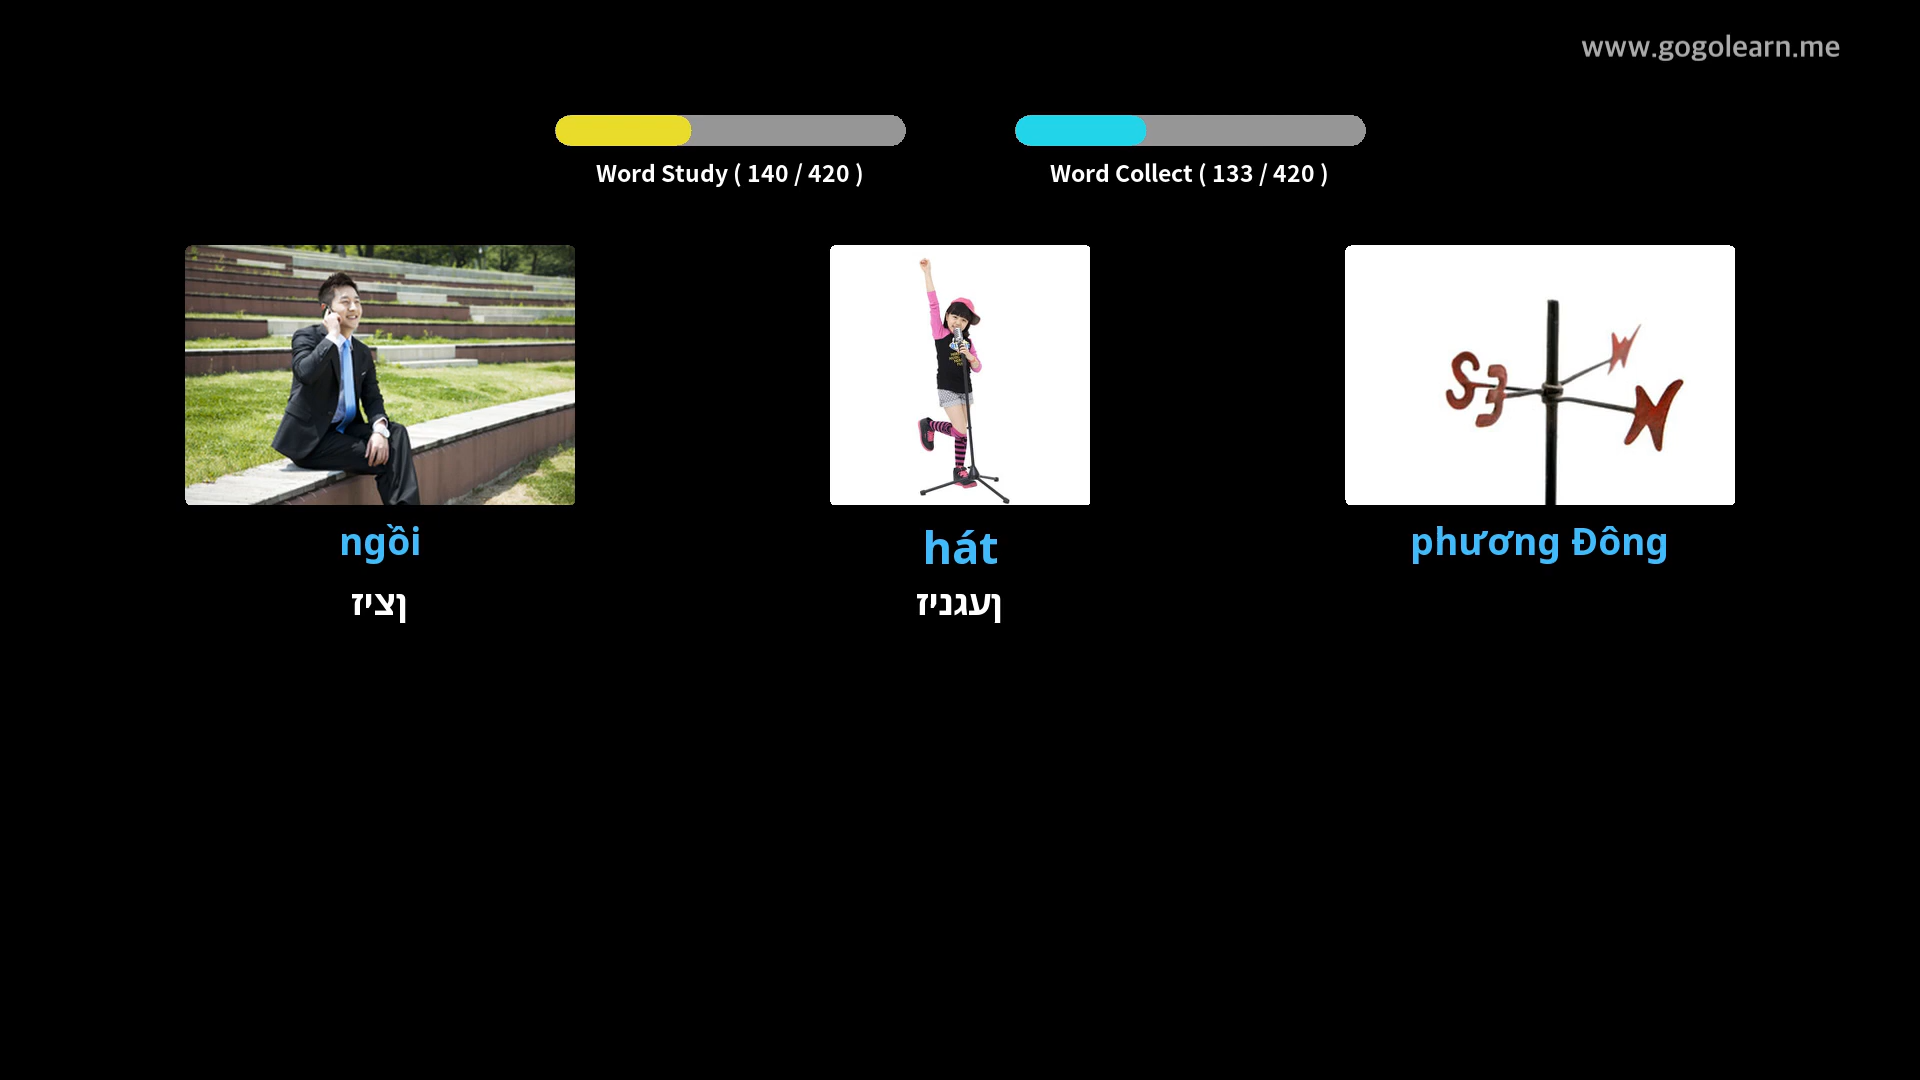 www.gogolearn.me
Word Study ( 140 / 420 )
Word Collect ( 133 / 420 )
S E N W
ngồi
hát
phương Đông
זיצן
זינגען